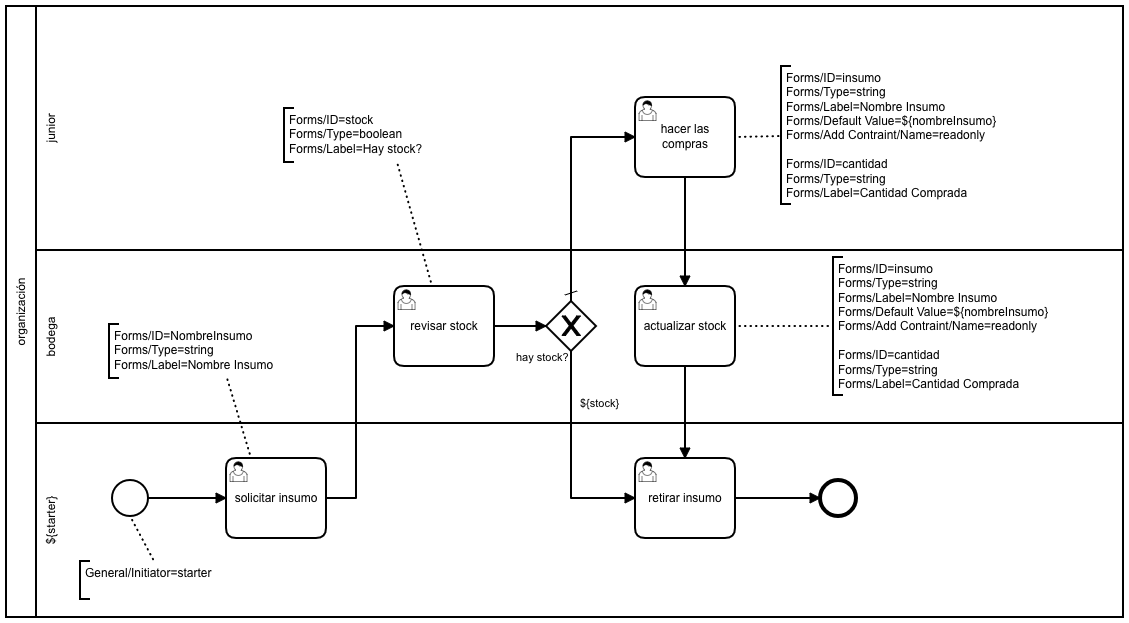 organización
junior
Forms/ID=stock
Forms/Type=boolean
Forms/Label=Hay stock?
hacer las
compras
Forms/ID=insumo
Forms/Type=string
Forms/Label=Nombre Insumo
Forms/Default Value=${nombreInsumo}
Forms/Add Contraint/Name=readonly
Forms/ID=cantidad
Forms/Type=string
Forms/Label=Cantidad Comprada
bodega
Forms/ID=NombreInsumo
Forms/Type=string
Forms/Label=Nombre Insumo
revisar stock
hay stock?
${stock}
actualizar stock
Forms/ID=insumo
Forms/Type=string
Forms/Label=Nombre Insumo
Forms/Default Value=${nombreInsumo}
Forms/Add Contraint/Name=readonly
Forms/ID=cantidad
Forms/Type=string
Forms/Label=Cantidad Comprada
${starter}
solicitar insumo
retirar insumo
General/Initiator=starter